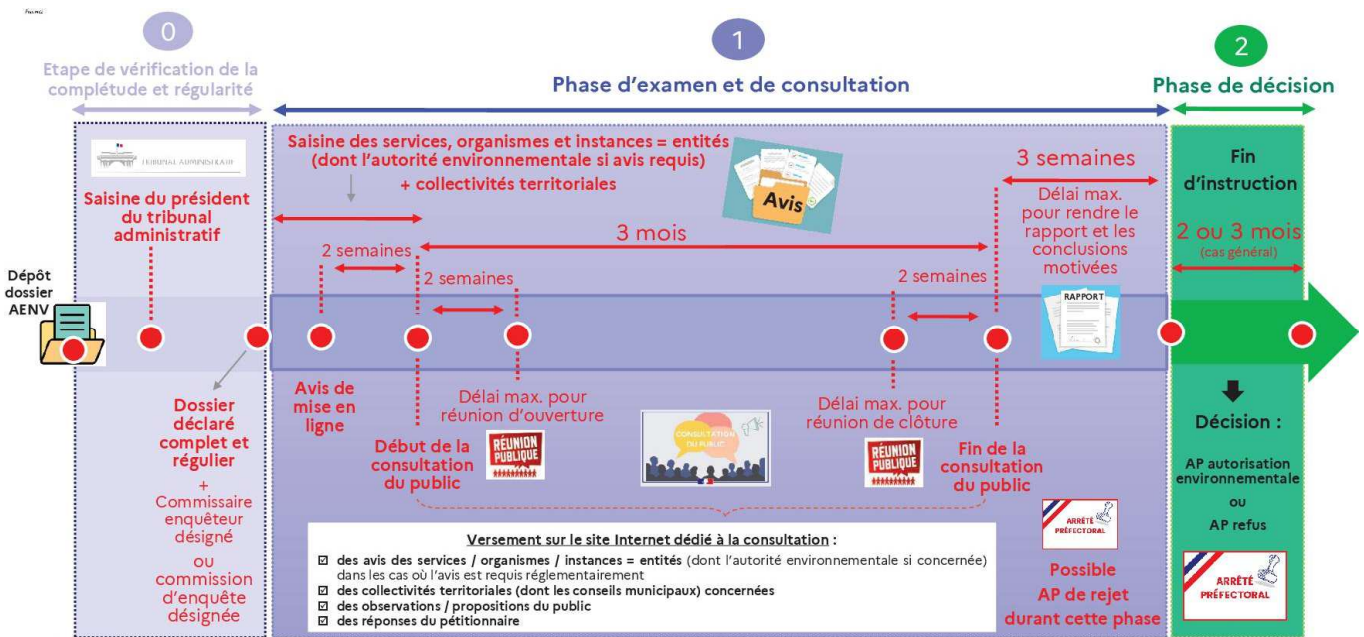 0
Etape de vérification de la
complétude et régularité
1
Phase d'examen et de consultation
2
Phase de décision
TRIBUNAL ADMINISTRATIF
Saisine du président
du tribunal
administratif
Dépôt
dossier
AENV
Dossier
déclaré
complet et
régulier
+
Commissaire
enquêteur
désigné
ou
commission
d'enquête
désignée
Saisine des services, organismes et instances = entités
(dont l'autorité environnementale si avis requis)
+ collectivités territoriales
Avis
2 semaines
3 mois
2 semaines
2 semaines
3 semaines
Délai max.
pour rendre le
rapport et les
conclusions
motivées
RAPPORT
Avis de
mise en
ligne
Début de la
consultation
du public
Délai max. pour
réunion d'ouverture
RÉUNION
PUBLIQUE
CONSULTATION
DU PUBLIC
Délai max. pour
réunion de clôture
RÉUNION
PUBLIQUE
Fin de la
consultation
du public
Versement sur le site Internet dédié à la consultation :
☑ des avis des services / organismes / instances = entités (dont l'autorité environnementale si concernée)
dans les cas où l'avis est requis réglementairement
☑ des collectivités territoriales (dont les conseils municipaux) concernées
☑ des observations / propositions du public
☑ des réponses du pétitionnaire
ARRÊTÉ
PRÉFECTORAL
Possible
AP de rejet
durant cette phase
Fin
d'instruction
2 ou 3 mois
(cas général)
Décision :
AP autorisation
environnementale
ou
AP refus
ARRÊTÉ
PRÉFECTORAL